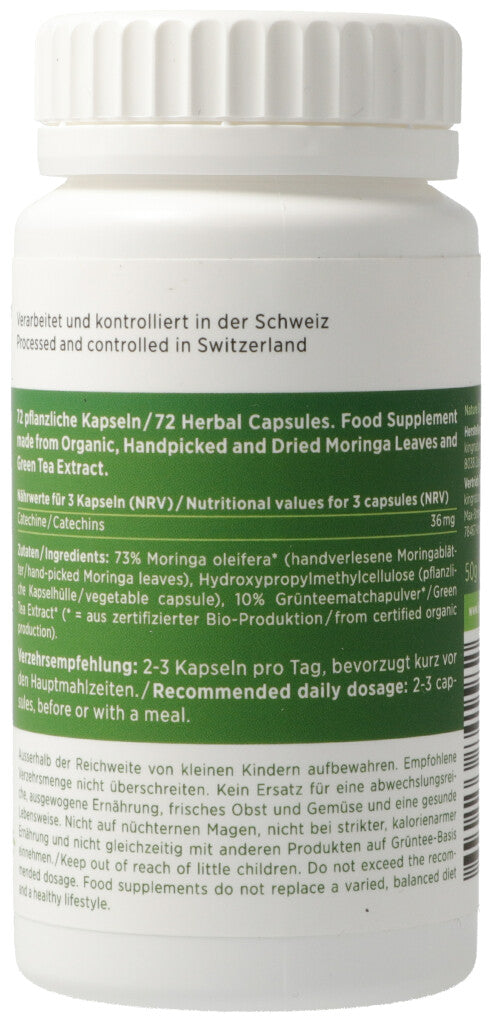 Verarbeitet und kontrolliert in der Schweiz
Processed and controlled in Switzerland
72 pflanzliche Kapseln/72 Herbal Capsules. Food Supplement
made from Organic, Handpicked and Dried Moringa Leaves and
Green Tea Extract.
Nährwerte für 3 Kapseln (NRV)/Nutritional values for 3 capsules (NRV)
Catechine/Catechins 36 mg
Zutaten/Ingredients: 73% Moringa oleifera* (handverlesene Moringablät-
ter/hand-picked Moringa leaves), Hydroxypropylmethylcellulose (pflanzli-
che Kapselhülle/vegetable capsule), 10% Grünteematchapulver*/Green
Tea Extract* (* = aus zertifizierter Bio-Produktion/from certified organic
production).
Verzehrsempfehlung: 2-3 Kapseln pro Tag, bevorzugt kurz vor
den Hauptmahlzeiten./Recommended daily dosage: 2-3 cap-
sules, before or with a meal.
Ausserhalb der Reichweite von kleinen Kindern aufbewahren. Empfohlene
Verzehrsmenge nicht überschreiten. Kein Ersatz für eine abwechslungsrei-
che, ausgewogene Ernährung, frisches Obst und Gemüse und eine gesunde
Lebensweise. Nicht auf nüchternen Magen, nicht bei strikter, kalorienarmer
Ernährung und nicht gleichzeitig mit anderen Produkten auf Grüntee-Basis
einnehmen./Keep out of reach of little children. Do not exceed the recom-
mended dosage. Food supplements do not replace a varied, balanced diet
and a healthy lifestyle.
50g